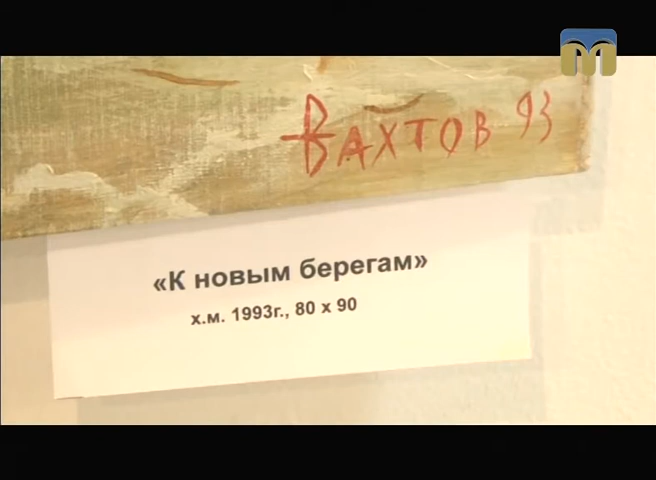 Вахтов 93
«К новым берегам»
х.м. 1993г., 80 х 90